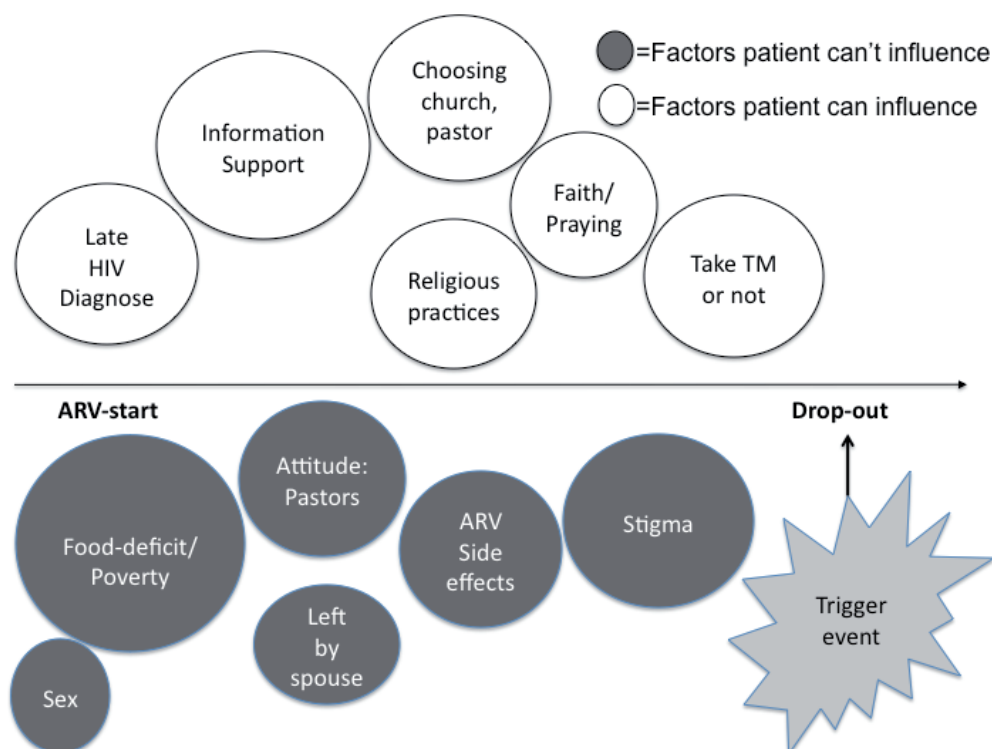 =Factors patient can't influence
=Factors patient can influence
Choosing
church,
pastor
Information
Support
Faith/
Praying
Late
HIV
Diagnose
Religious
practices
Take TM
or not
ARV-start
Drop-out
Attitude:
Pastors
Food-deficit/
Poverty
ARV
Side
effects
Stigma
Left
by
spouse
Trigger
event
Sex